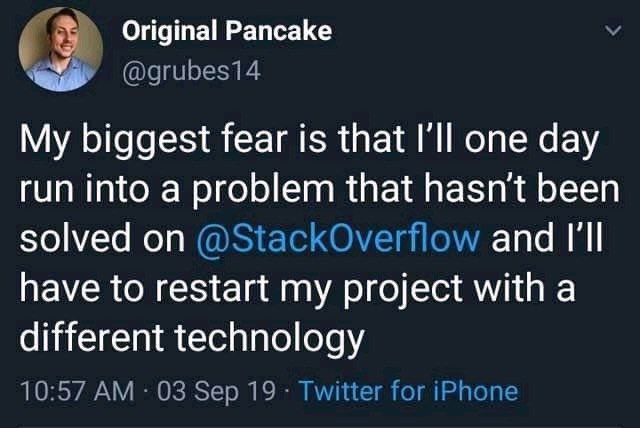 Original Pancake
@grubes14
My biggest fear is that I’ll one day
run into a problem that hasn’t been
solved on @StackOverflow and I’ll
have to restart my project with a
different technology
10:57 AM · 03 Sep 19 · Twitter for iPhone